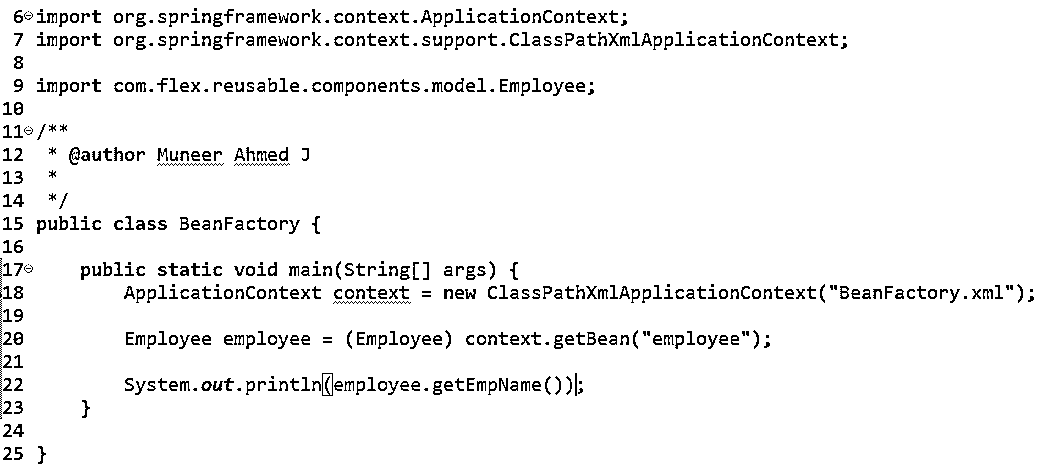 6 import org.springframework.context.ApplicationContext;
7 import org.springframework.context.support.ClassPathXmlApplicationContext;
8
9 import com.flex.reusable.components.model.Employee;
10
11 /**
12  * @author Muneer Ahmed J
13  *
14  */
15 public class BeanFactory {
16
17     public static void main(String[] args) {
18         ApplicationContext context = new ClassPathXmlApplicationContext("BeanFactory.xml");
19
20         Employee employee = (Employee) context.getBean("employee");
21
22         System.out.println(employee.getEmpName());
23     }
24
25 }